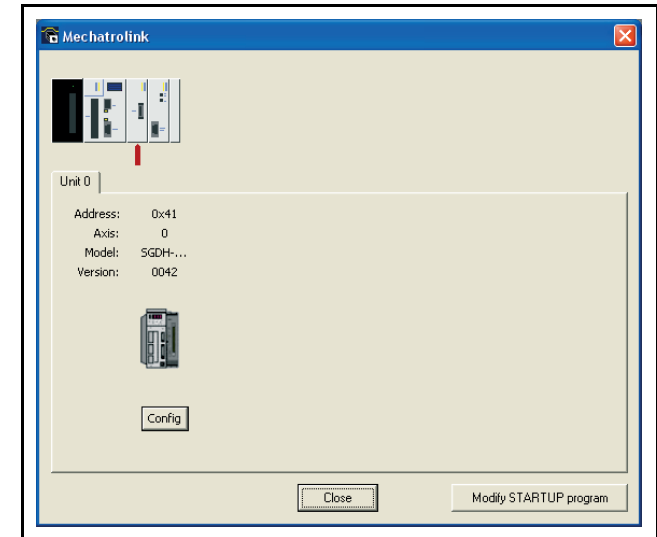 Mechatrolink
Unit 0
Address: 0x41
Axis: 0
Model: SGDH-...
Version: 0042
Config
Close
Modify STARTUP program